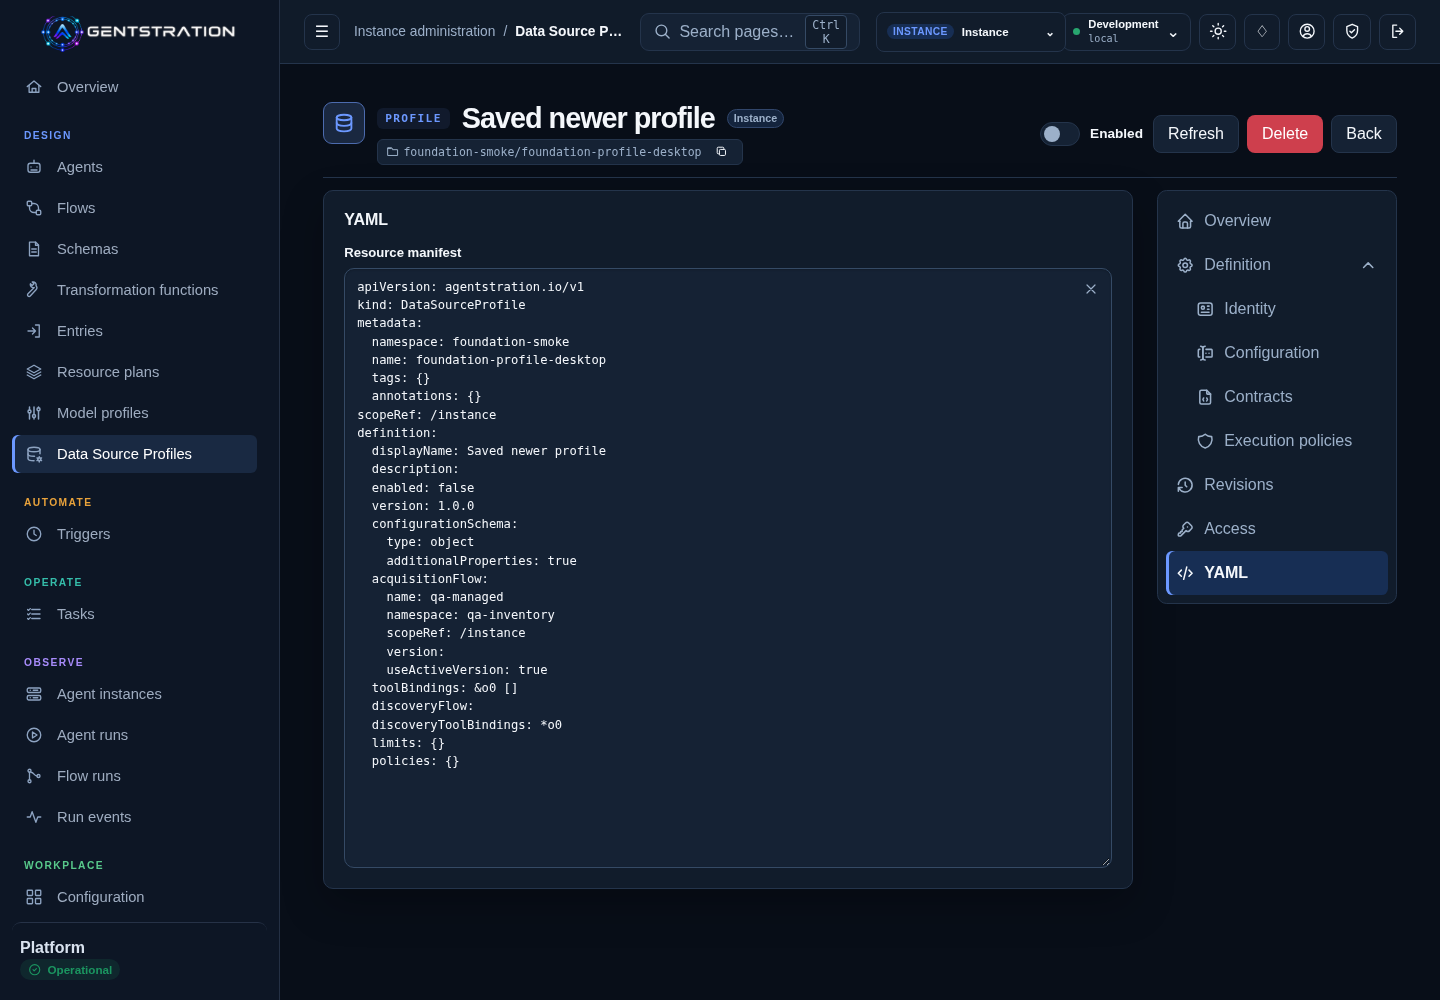 GENTSTRATION
Overview
DESIGN
Agents
Flows
Schemas
Transformation functions
Entries
Resource plans
Model profiles
Data Source Profiles
AUTOMATE
Triggers
OPERATE
Tasks
OBSERVE
Agent instances
Agent runs
Flow runs
Run events
WORKPLACE
Configuration
Platform
Operational
Instance administration / Data Source P…
Search pages…
Ctrl
K
INSTANCE Instance
Development
local
PROFILE Saved newer profile Instance
foundation-smoke/foundation-profile-desktop
Enabled
Refresh
Delete
Back
YAML
Resource manifest
apiVersion: agentstration.io/v1
kind: DataSourceProfile
metadata:
  namespace: foundation-smoke
  name: foundation-profile-desktop
  tags: {}
  annotations: {}
scopeRef: /instance
definition:
  displayName: Saved newer profile
  description:
  enabled: false
  version: 1.0.0
  configurationSchema:
    type: object
    additionalProperties: true
  acquisitionFlow:
    name: qa-managed
    namespace: qa-inventory
    scopeRef: /instance
    version:
    useActiveVersion: true
  toolBindings: &o0 []
  discoveryFlow:
  discoveryToolBindings: *o0
  limits: {}
  policies: {}
Overview
Definition
Identity
Configuration
Contracts
Execution policies
Revisions
Access
YAML